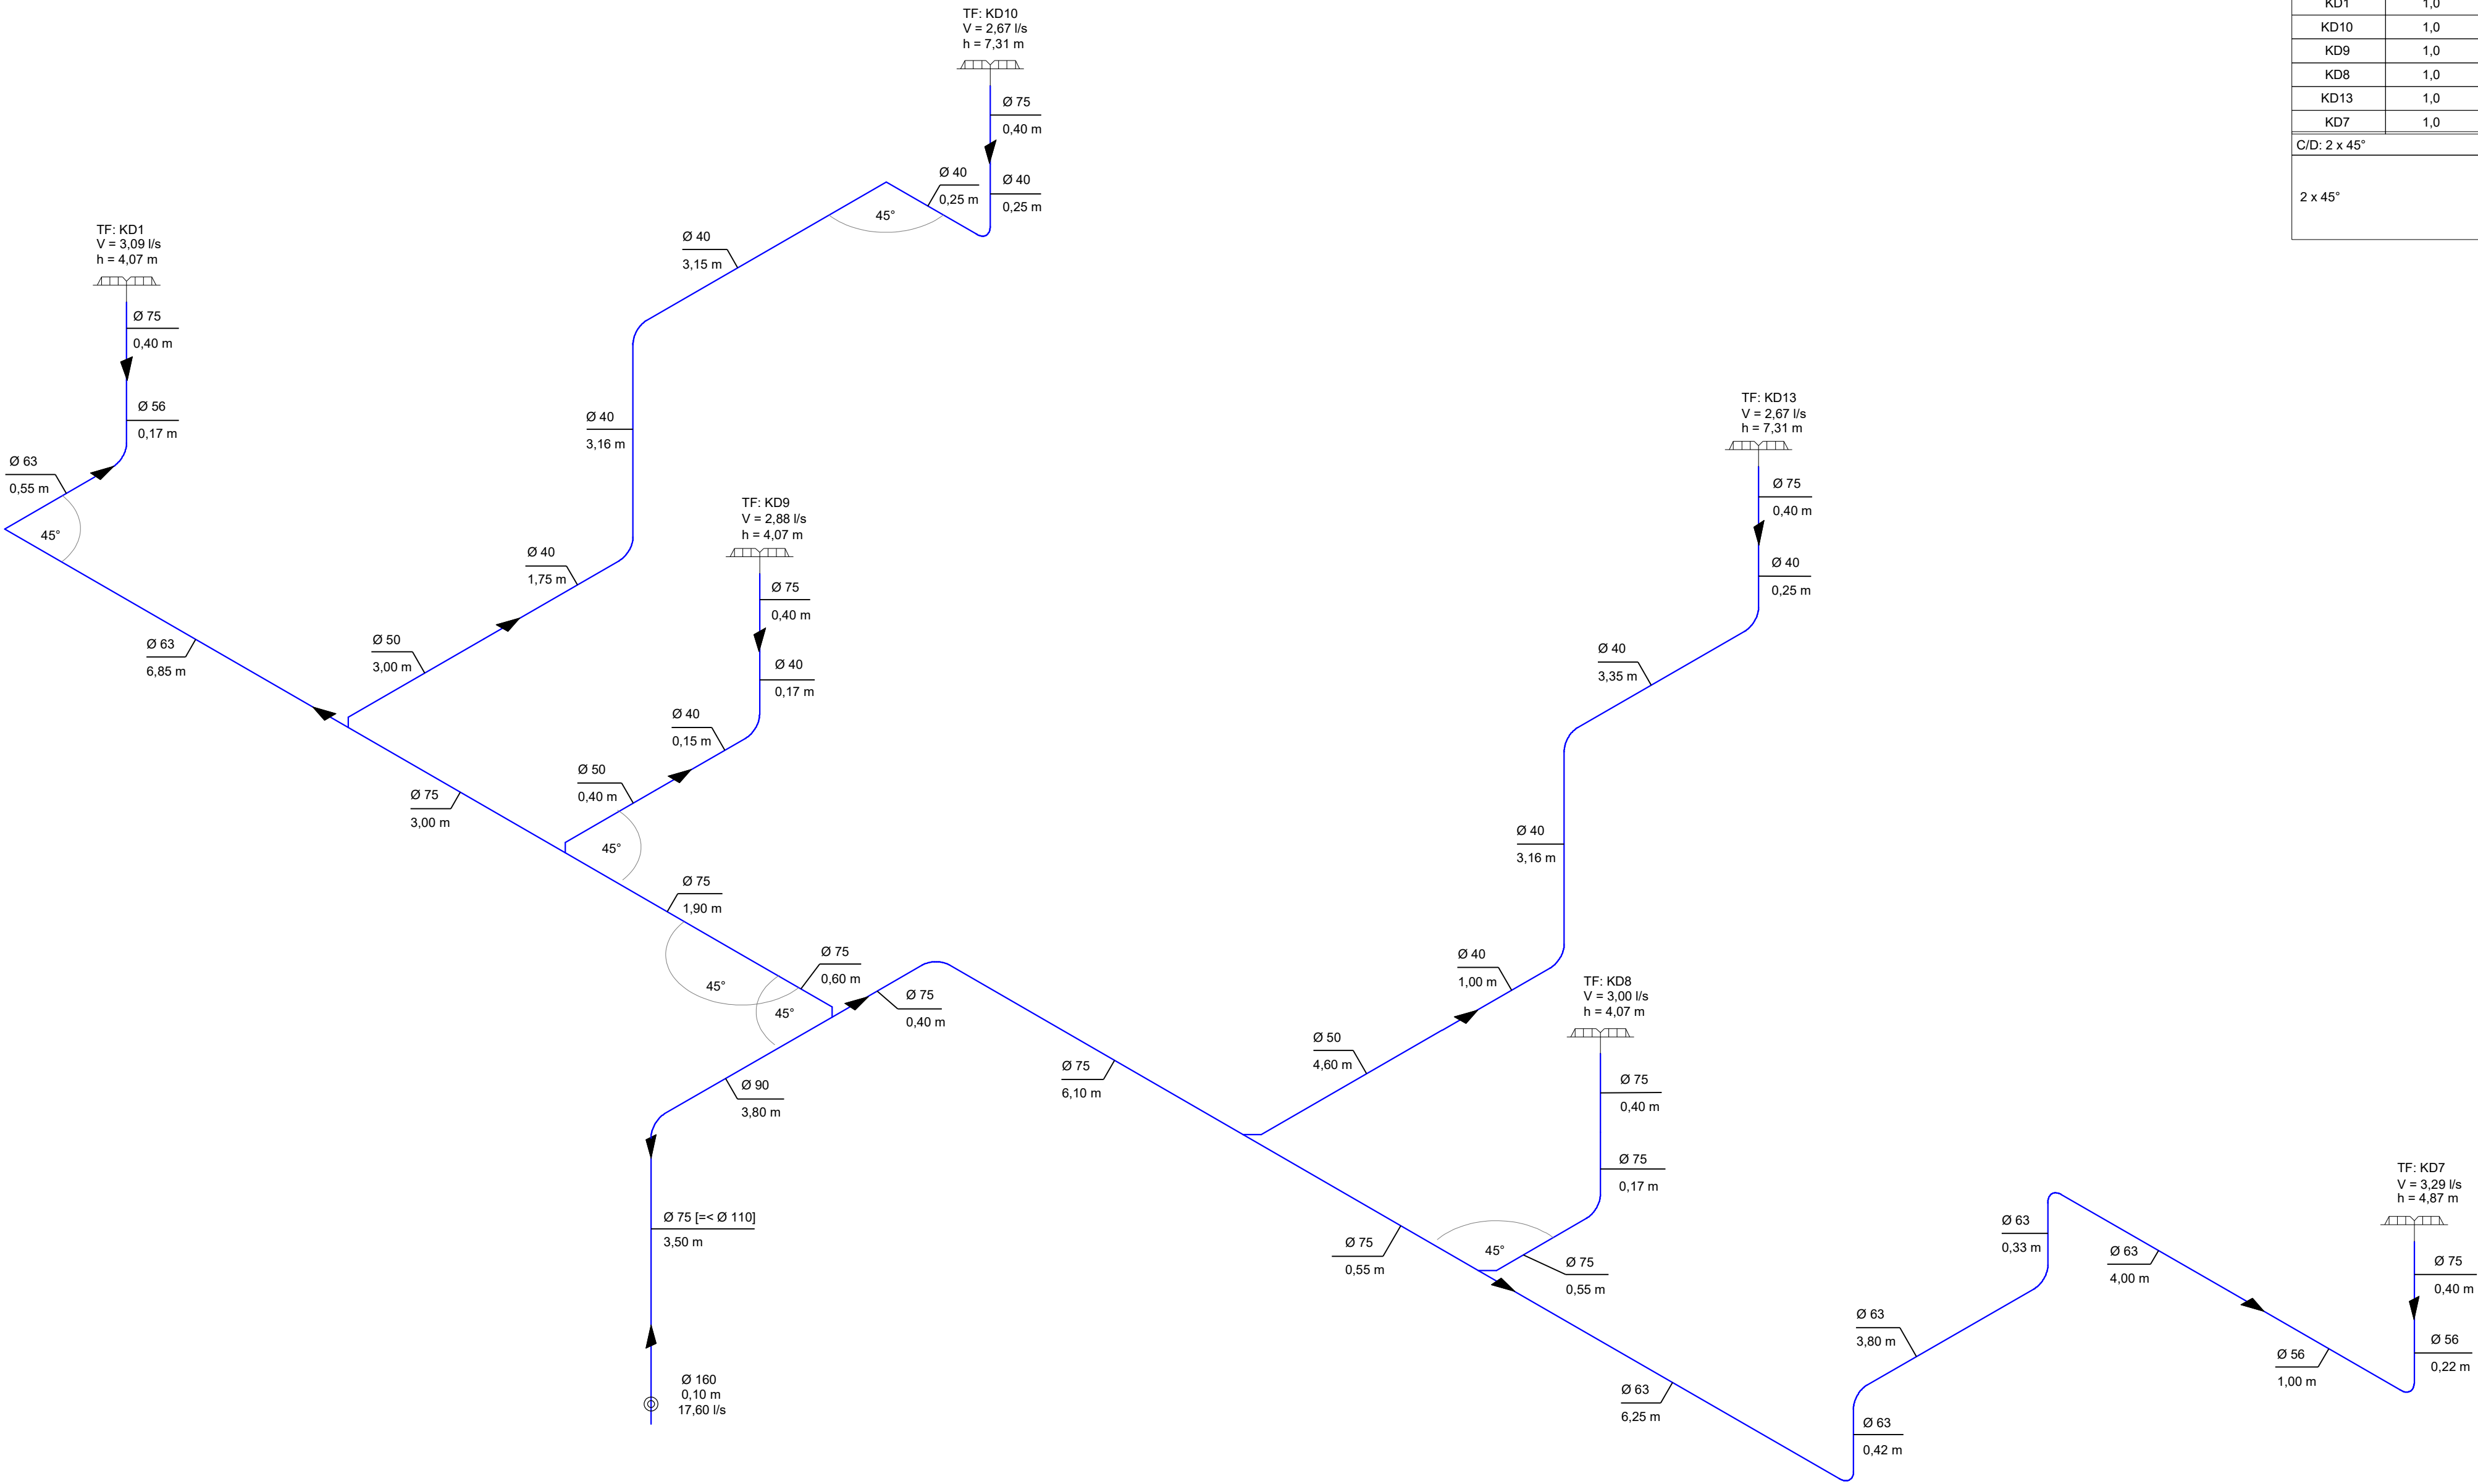 TF: KD10
V = 2,67 l/s
h = 7,31 m
Ø 75
0,40 m
Ø 40
0,25 m
Ø 40
0,25 m
45°
Ø 40
3,15 m
Ø 40
3,16 m
Ø 40
1,75 m
Ø 50
3,00 m
TF: KD1
V = 3,09 l/s
h = 4,07 m
Ø 75
0,40 m
Ø 56
0,17 m
Ø 63
0,55 m
45°
Ø 63
6,85 m
Ø 75
3,00 m
TF: KD9
V = 2,88 l/s
h = 4,07 m
Ø 75
0,40 m
Ø 40
0,17 m
Ø 40
0,15 m
Ø 50
0,40 m
45°
Ø 75
1,90 m
45°
Ø 75
0,60 m
45°
Ø 75
0,40 m
Ø 90
3,80 m
Ø 75 [=< Ø 110]
3,50 m
Ø 160
0,10 m
17,60 l/s
Ø 75
6,10 m
TF: KD13
V = 2,67 l/s
h = 7,31 m
Ø 75
0,40 m
Ø 40
0,25 m
Ø 40
3,35 m
Ø 40
3,16 m
Ø 40
1,00 m
Ø 50
4,60 m
TF: KD8
V = 3,00 l/s
h = 4,07 m
Ø 75
0,40 m
Ø 75
0,17 m
45°
Ø 75
0,55 m
Ø 75
0,55 m
Ø 63
6,25 m
Ø 63
0,42 m
Ø 63
3,80 m
Ø 63
0,33 m
Ø 63
4,00 m
Ø 56
1,00 m
TF: KD7
V = 3,29 l/s
h = 4,87 m
Ø 75
0,40 m
Ø 56
0,22 m
KD1 1,0
KD10 1,0
KD9 1,0
KD8 1,0
KD13 1,0
KD7 1,0
C/D: 2 x 45°
2 x 45°